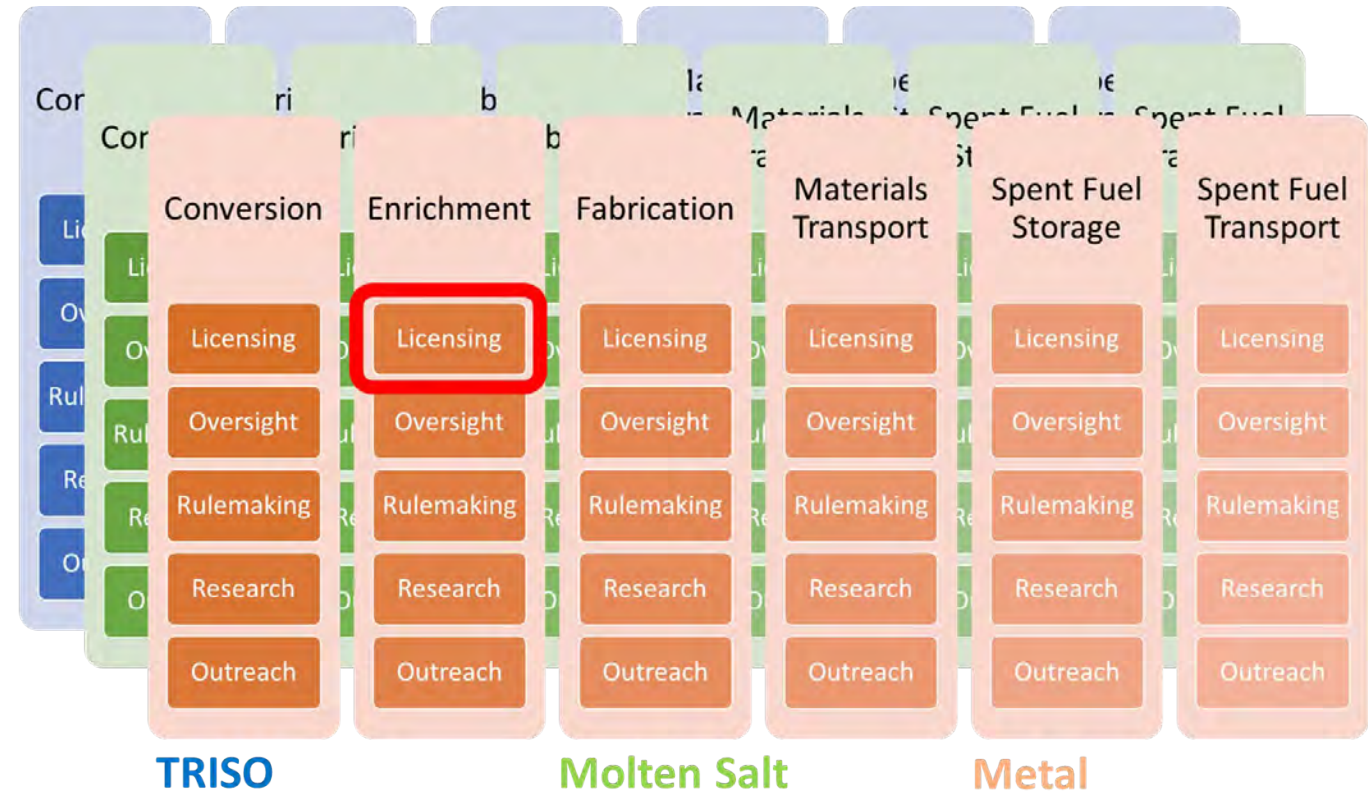 Conversion
Enrichment
Fabrication
Materials
Transport
Spent Fuel
Storage
Spent Fuel
Transport
Licensing
Licensing
Licensing
Licensing
Licensing
Licensing
Oversight
Oversight
Oversight
Oversight
Oversight
Oversight
Rulemaking
Rulemaking
Rulemaking
Rulemaking
Rulemaking
Rulemaking
Research
Research
Research
Research
Research
Research
Outreach
Outreach
Outreach
Outreach
Outreach
Outreach
TRISO
Molten Salt
Metal